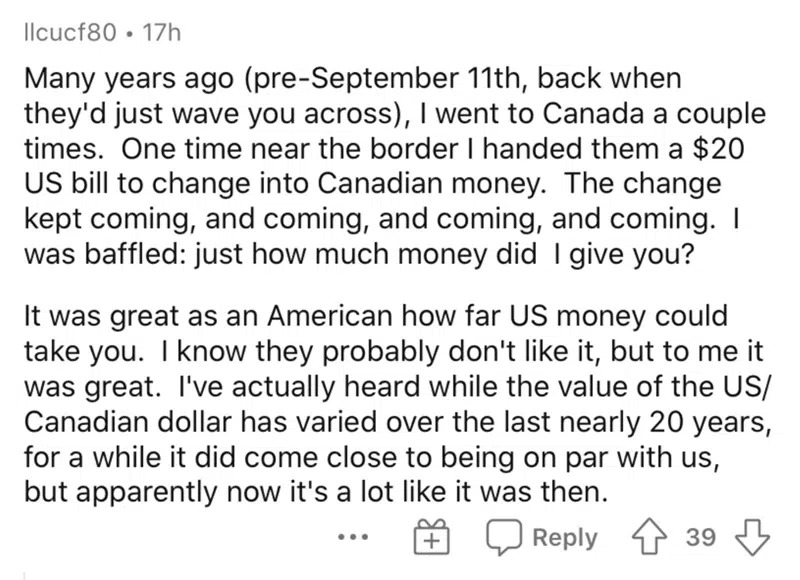 llcucf80 • 17h
Many years ago (pre-September 11th, back when
they'd just wave you across), I went to Canada a couple
times.  One time near the border I handed them a $20
US bill to change into Canadian money.  The change
kept coming, and coming, and coming, and coming.  I
was baffled: just how much money did  I give you?
It was great as an American how far US money could
take you.  I know they probably don't like it, but to me it
was great.  I've actually heard while the value of the US/
Canadian dollar has varied over the last nearly 20 years,
for a while it did come close to being on par with us,
but apparently now it's a lot like it was then.
... Reply 39